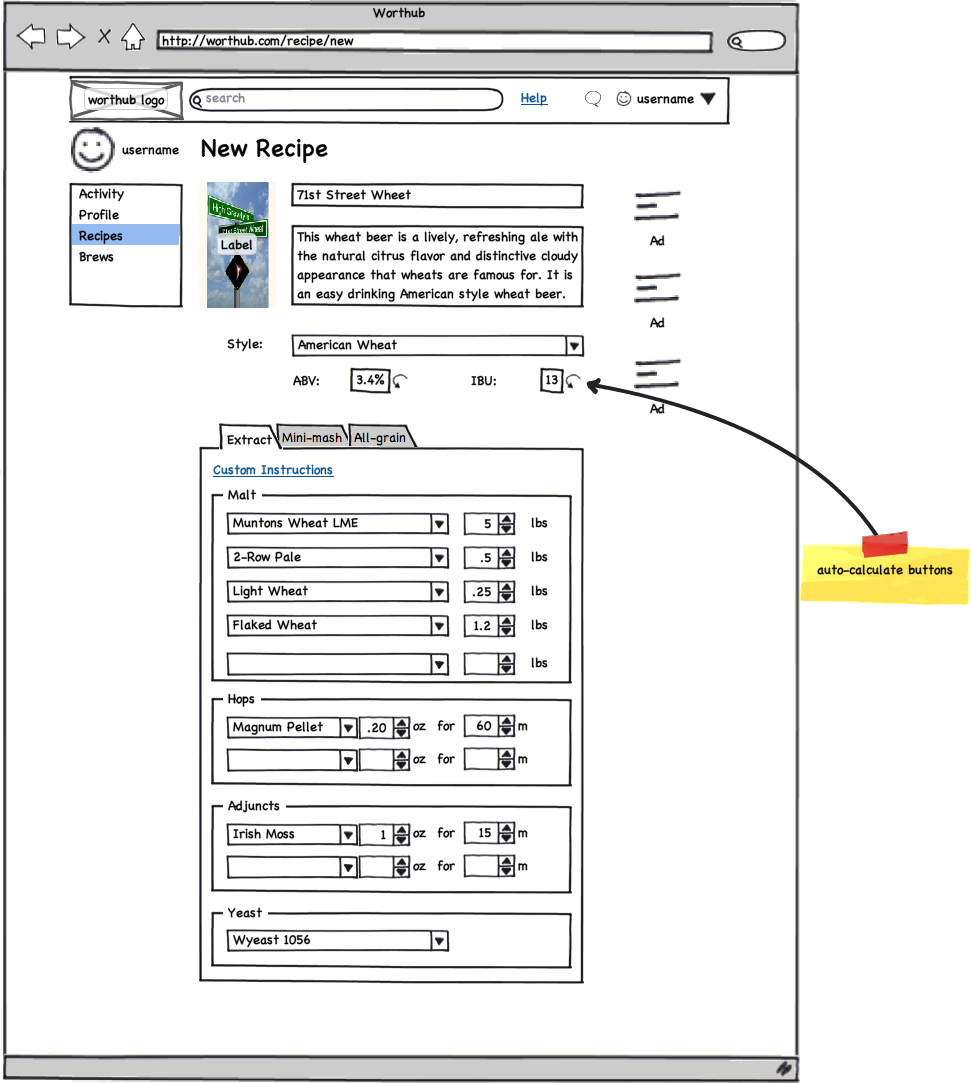 Worthub
http://worthub.com/recipe/new
worthub logo
search
Help
username
username
New Recipe
Activity
Profile
Recipes
Brews
High Gravity's
71st Street Wheet
Label
71st Street Wheet
This wheat beer is a lively, refreshing ale with
the natural citrus flavor and distinctive cloudy
appearance that wheats are famous for. It is
an easy drinking American style wheat beer.
Ad
Ad
Ad
Style: American Wheat
ABV: 3.4% IBU: 13
Extract Mini-mash All-grain
Custom Instructions
Malt
Muntons Wheat LME 5 lbs
2-Row Pale .5 lbs
Light Wheat .25 lbs
Flaked Wheat 1.2 lbs
lbs
Hops
Magnum Pellet .20 oz for 60 m
oz for m
Adjuncts
Irish Moss 1 oz for 15 m
oz for m
Yeast
Wyeast 1056
auto-calculate buttons